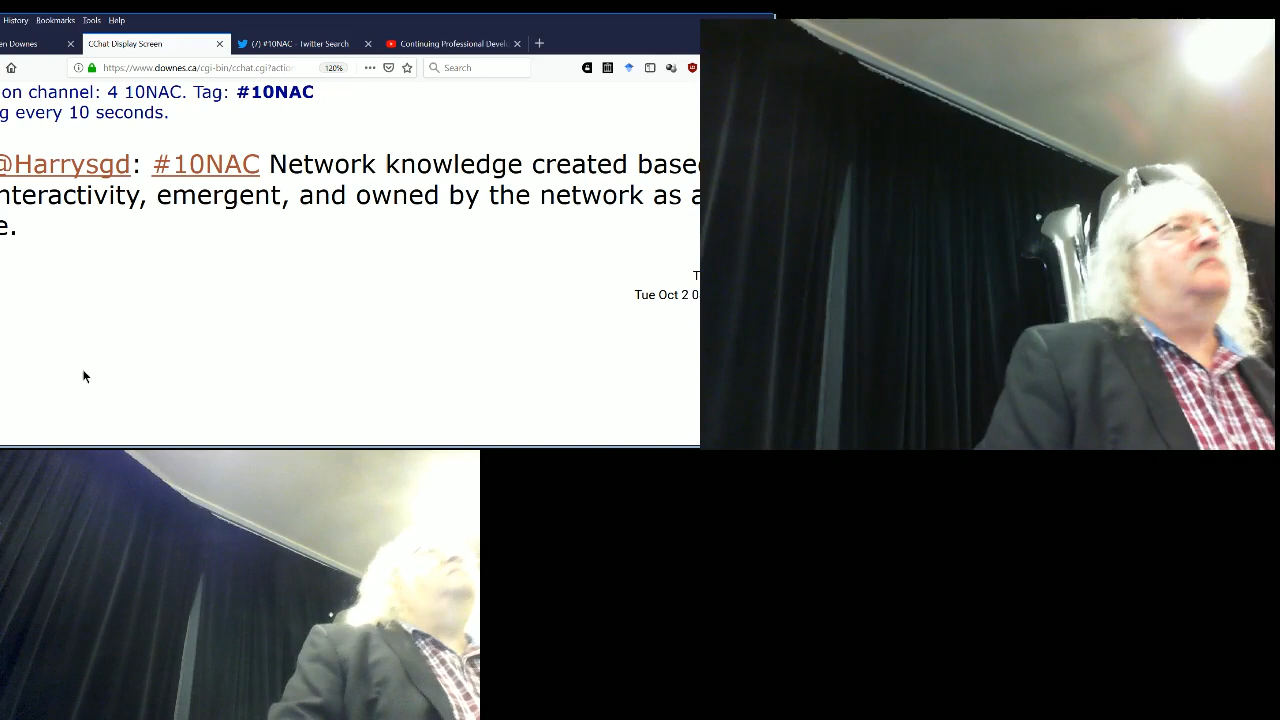 History Bookmarks Tools Help
en Downes
CChat Display Screen
(7) #10NAC - Twitter Search
Continuing Professional Devel
https://www.downes.ca/cgi-bin/cchat.cgi?action
120%
Search
on channel: 4 10NAC. Tag: #10NAC
g every 10 seconds.
@Harrysgd: #10NAC Network knowledge created based
nteractivity, emergent, and owned by the network as a
e.
T
Tue Oct 2 0